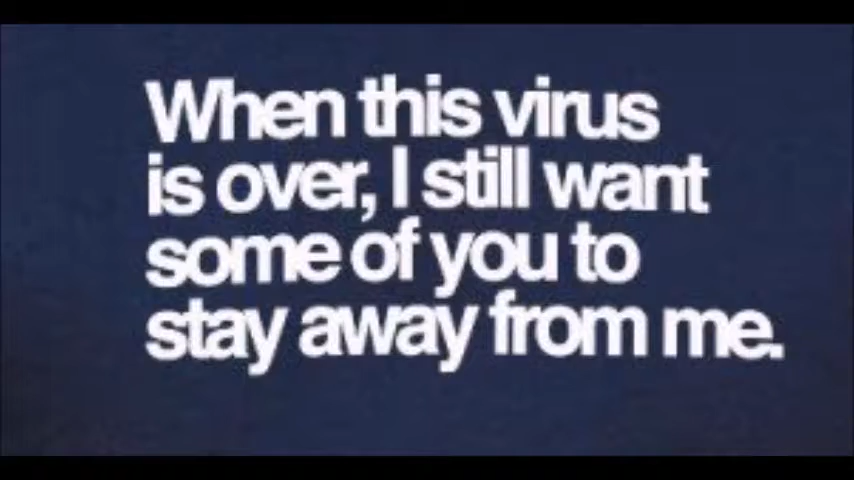 When this virus
is over, I still want
some of you to
stay away from me.